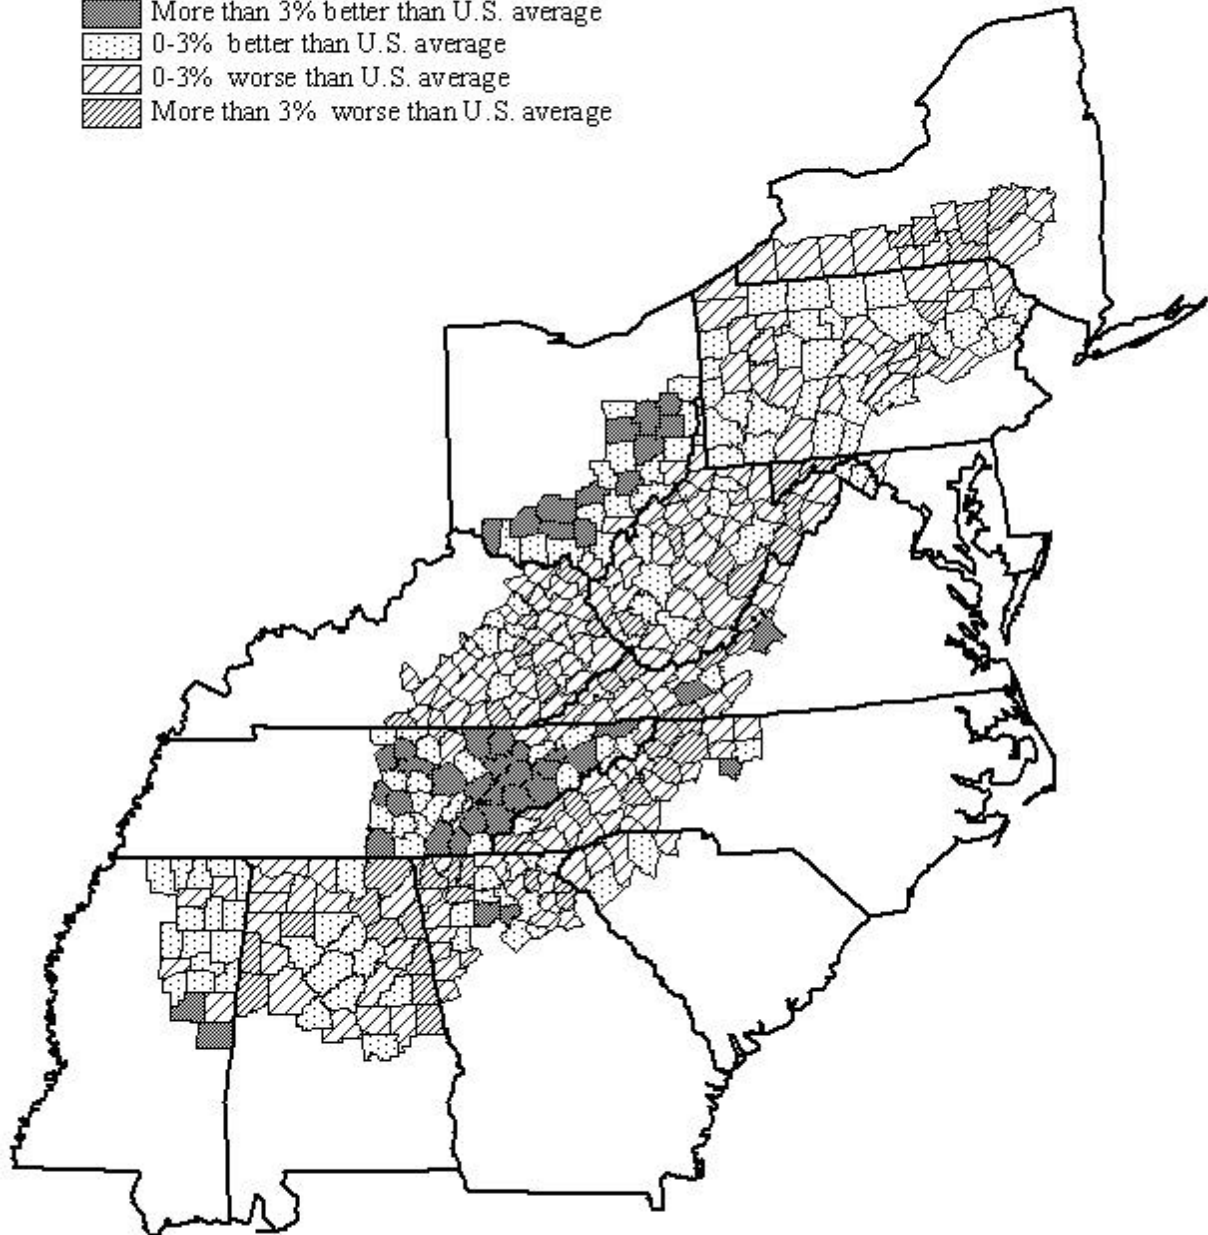 More than 3% better than U.S. average
0-3% better than U.S. average
0-3% worse than U.S. average
More than 3% worse than U.S. average